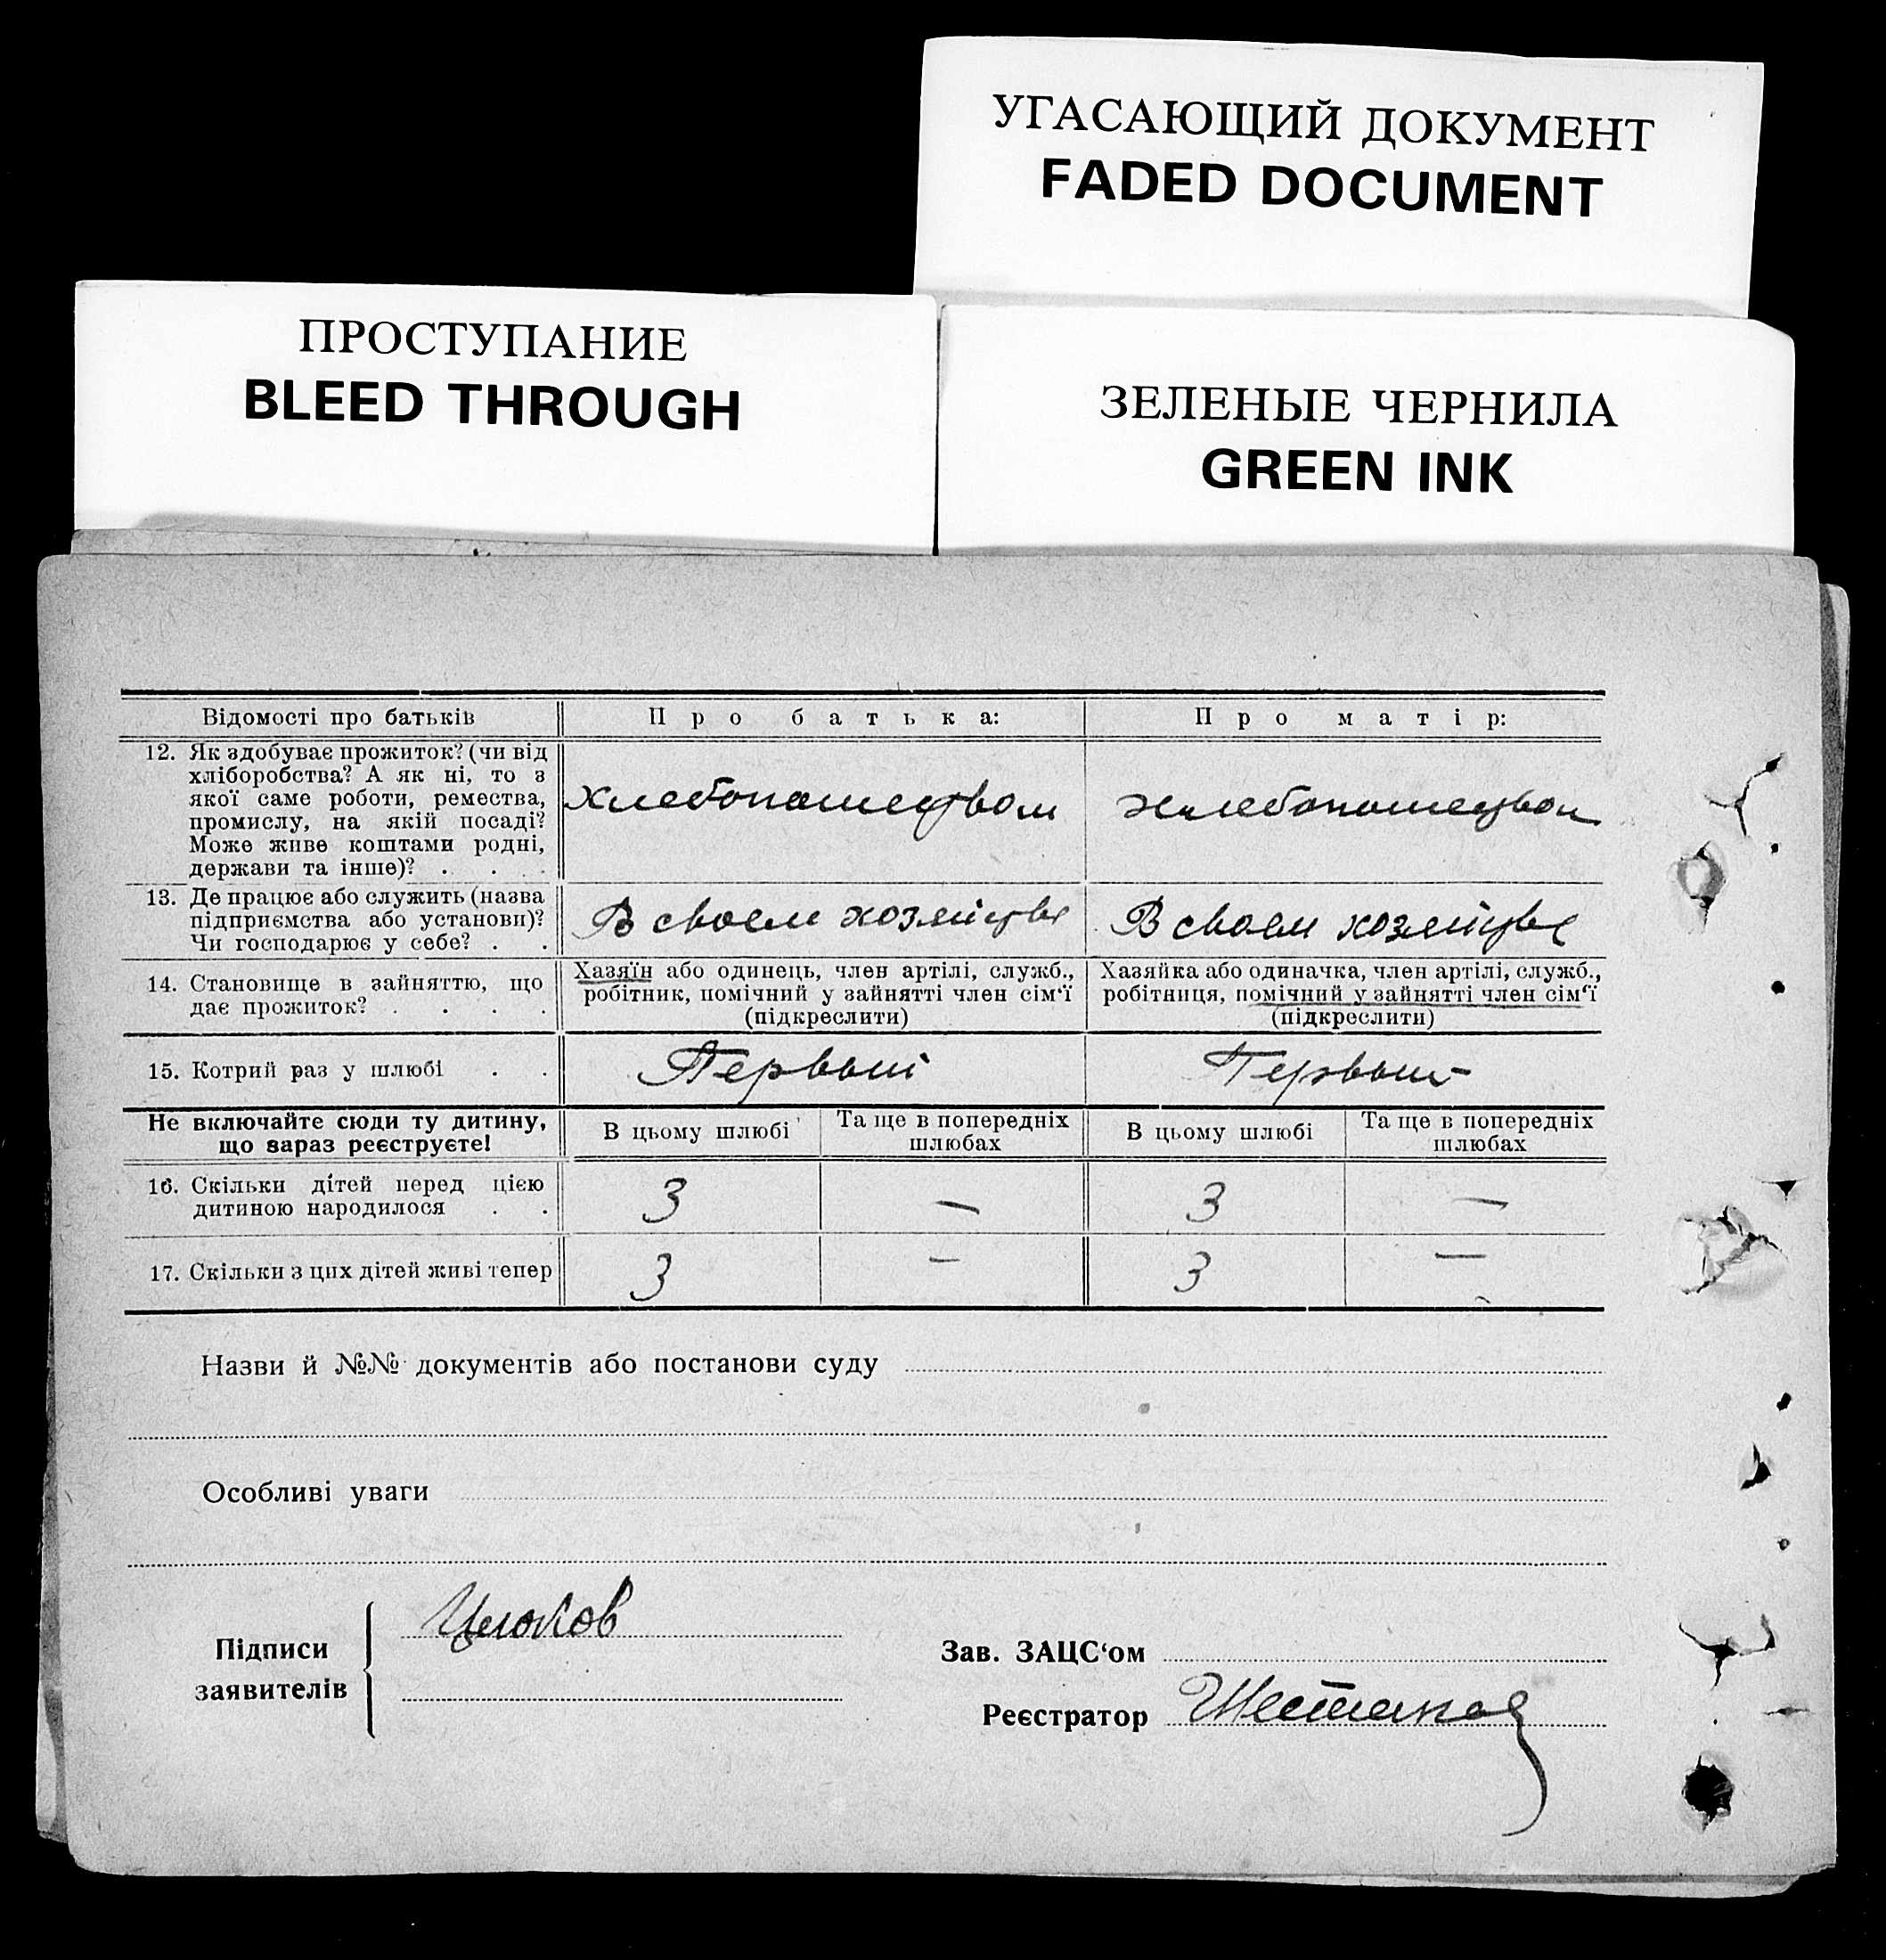 УГАСАЮЩИЙ ДОКУМЕНТ
FADED DOCUMENT
ПРОСТУПАНИЕ
BLEED THROUGH
ЗЕЛЕНЫЕ ЧЕРНИЛА
GREEN INK
Відомості про батьків Про батька: Про матір:
12. Як здобуває прожиток? (чи від
хліборобства? А як ні, то з
якої саме роботи, ремества,
промислу, на якій посаді?
Може живе коштами родні,
держави та інше)? . . .
Хлебопашеством
хлебопашеством
13. Де працює або служить (назва
підприємства або установи)?
Чи господарює у себе? . .
В своем хозяйстве
В своем хозяйстве
14. Становище в зайняттю, що
дає прожиток? . . . .
Хазяїн або одинець, член артілі, служб.,
робітник, помічний у зайнятті член сім‘ї
(підкреслити)
Хазяйка або одиначка, член артілі, служб.,
робітниця, помічний у зайнятті член сім‘ї
(підкреслити)
15. Котрий раз у шлюбі . .
Первый
Первый
Не включайте сюди ту дитину,
що зараз реєструєте!
В цьому шлюбі
Та ще в попередніх
шлюбах
В цьому шлюбі
Та ще в попередніх
шлюбах
16. Скільки дітей перед цією
дитиною народилося . .
3 — 3 —
17. Скільки з цих дітей живі тепер
3 — 3 —
Назви й №№ документів або постанови суду
Особливі уваги
Підписи
заявителів
Зав. ЗАЦС‘ом
Реєстратор